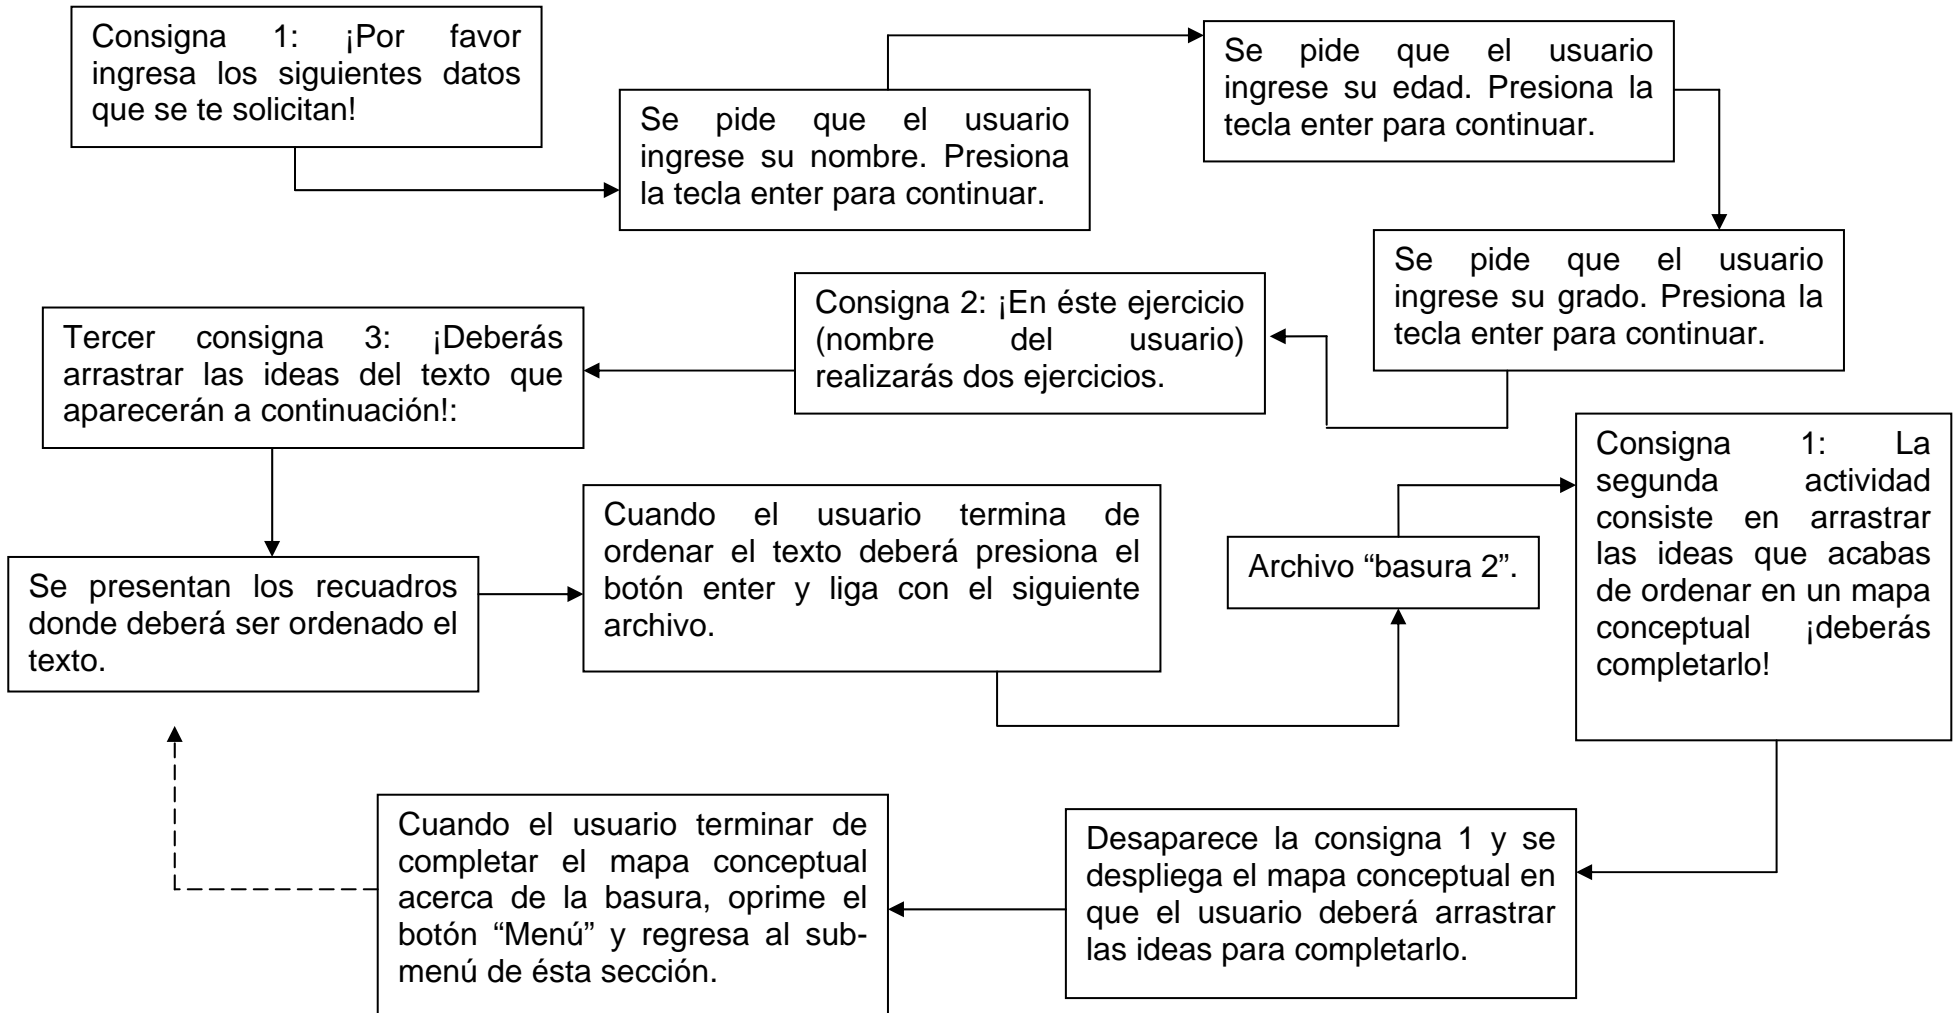 Consigna 1: ¡Por favor
ingresa los siguientes datos
que se te solicitan!
Se pide que el usuario
ingrese su nombre. Presiona
la tecla enter para continuar.
Se pide que el usuario
ingrese su edad. Presiona la
tecla enter para continuar.
Se pide que el usuario
ingrese su grado. Presiona la
tecla enter para continuar.
Consigna 2: ¡En éste ejercicio
(nombre del usuario)
realizarás dos ejercicios.
Tercer consigna 3: ¡Deberás
arrastrar las ideas del texto que
aparecerán a continuación!:
Se presentan los recuadros
donde deberá ser ordenado el
texto.
Cuando el usuario termina de
ordenar el texto deberá presiona el
botón enter y liga con el siguiente
archivo.
Archivo “basura 2”.
Consigna 1: La
segunda actividad
consiste en arrastrar
las ideas que acabas
de ordenar en un mapa
conceptual ¡deberás
completarlo!
Desaparece la consigna 1 y se
despliega el mapa conceptual en
que el usuario deberá arrastrar
las ideas para completarlo.
Cuando el usuario terminar de
completar el mapa conceptual
acerca de la basura, oprime el
botón “Menú” y regresa al sub-
menú de ésta sección.